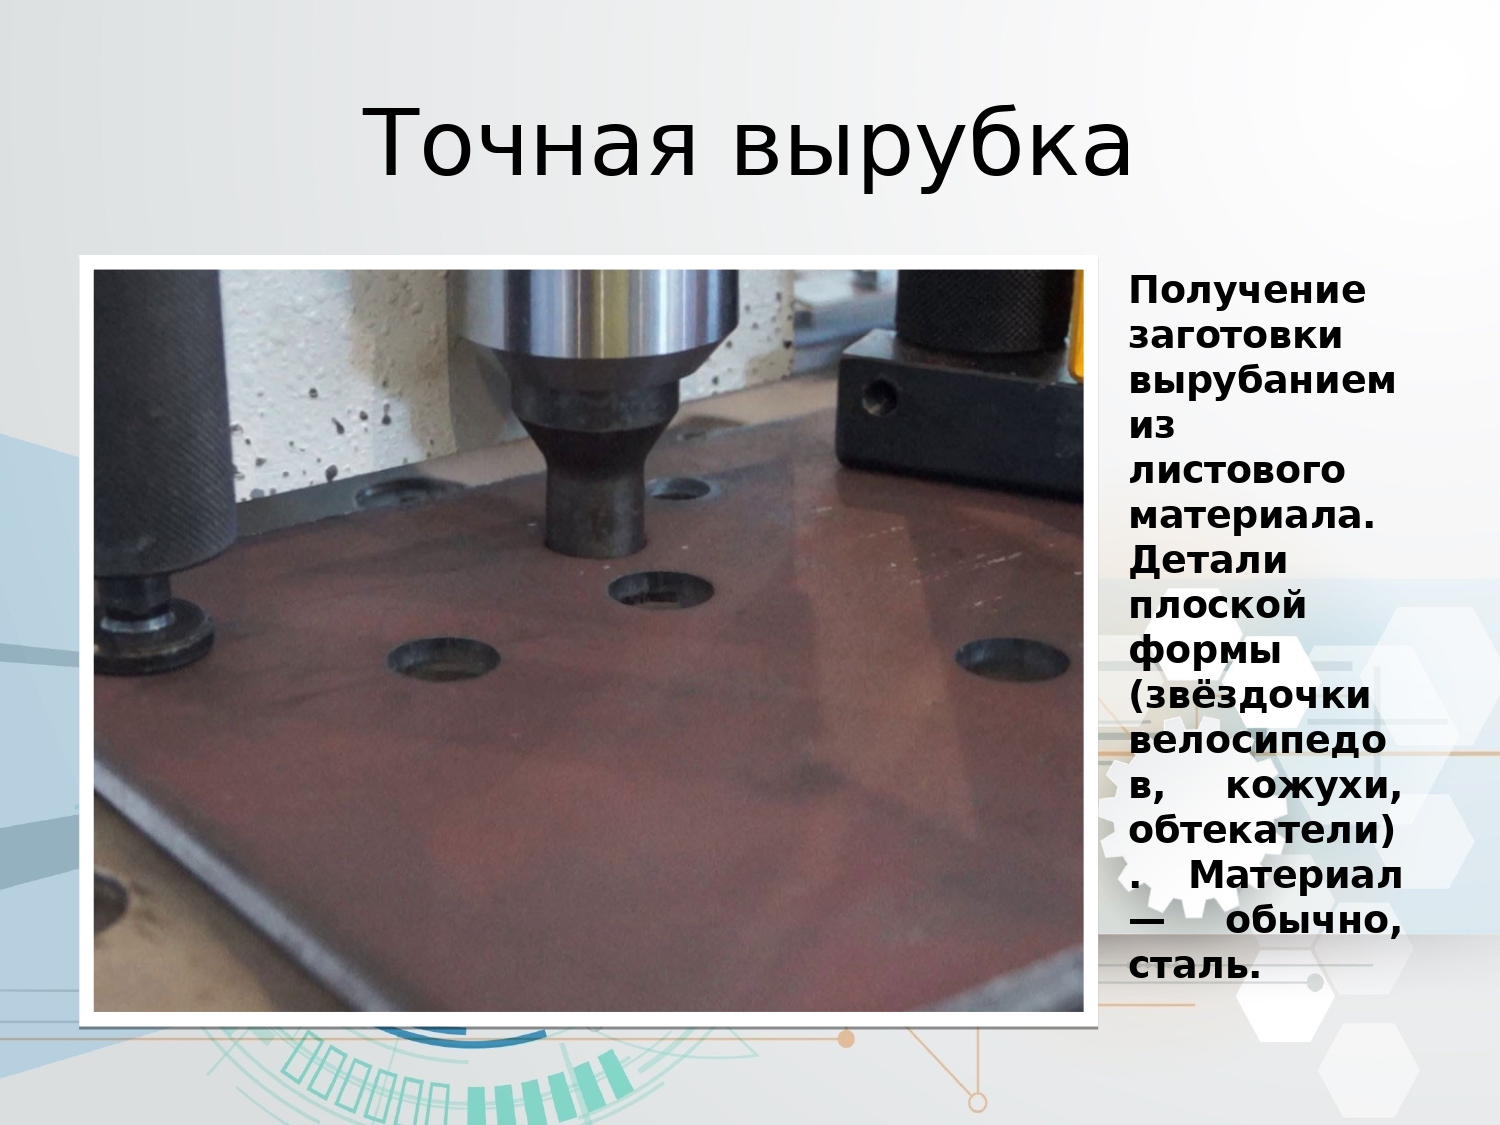 Точная вырубка
Получение
заготовки
вырубанием
из
листового
материала.
Детали
плоской
формы
(звёздочки
велосипедо
в, кожухи,
обтекатели)
. Материал
— обычно,
сталь.